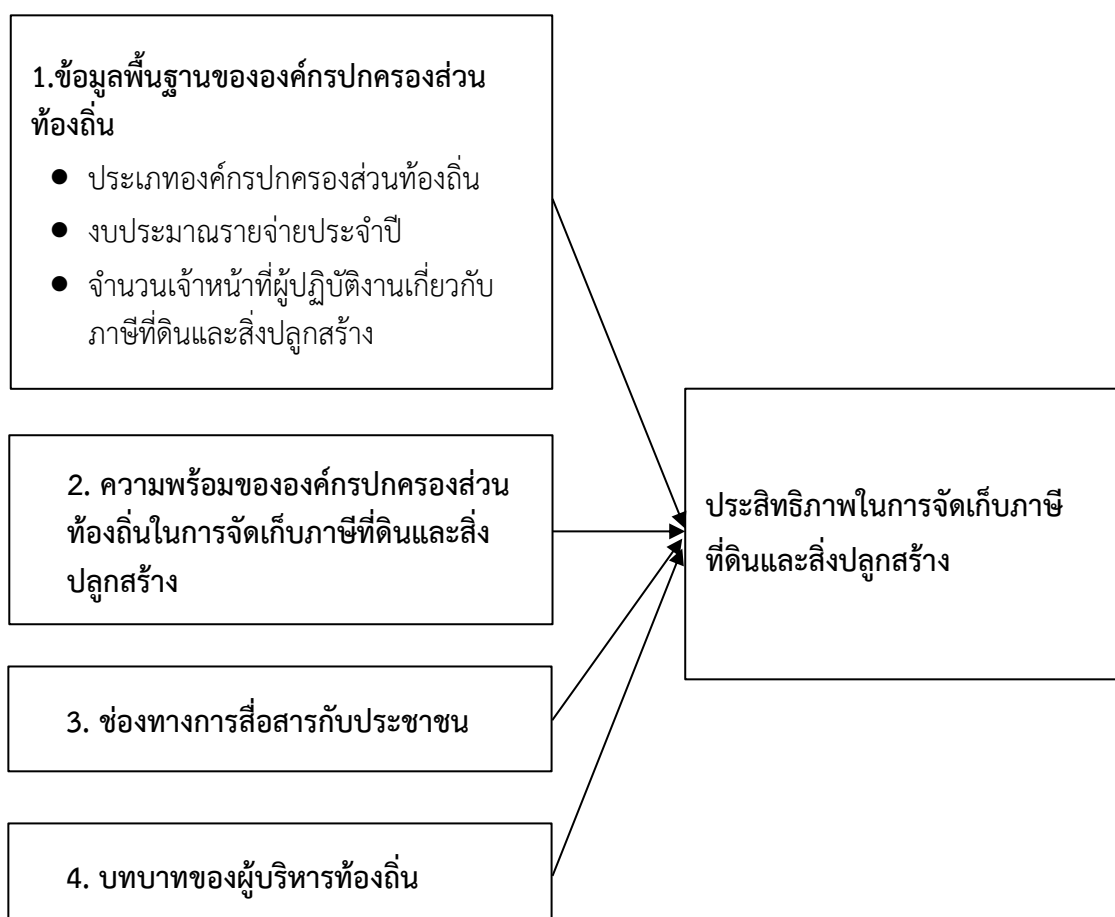 1.ข้อมูลพื้นฐานขององค์กรปกครองส่วน
ท้องถิ่น
● ประเภทองค์กรปกครองส่วนท้องถิ่น
● งบประมาณรายจ่ายประจำปี
● จำนวนเจ้าหน้าที่ผู้ปฏิบัติงานเกี่ยวกับ
ภาษีที่ดินและสิ่งปลูกสร้าง
2. ความพร้อมขององค์กรปกครองส่วน
ท้องถิ่นในการจัดเก็บภาษีที่ดินและสิ่ง
ปลูกสร้าง
3. ช่องทางการสื่อสารกับประชาชน
4. บทบาทของผู้บริหารท้องถิ่น
ประสิทธิภาพในการจัดเก็บภาษี
ที่ดินและสิ่งปลูกสร้าง